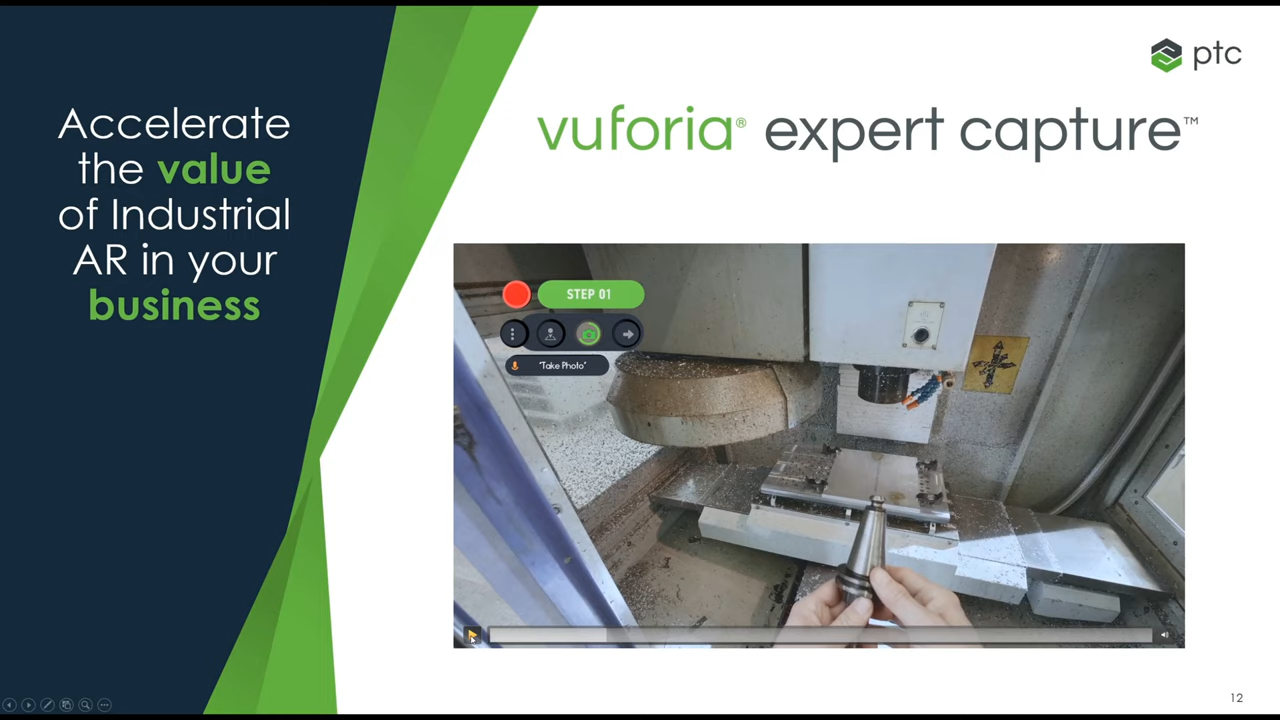 Accelerate
the value
of Industrial
AR in your
business
ptc
vuforia® expert capture™
STEP 01
"Take Photo"
12